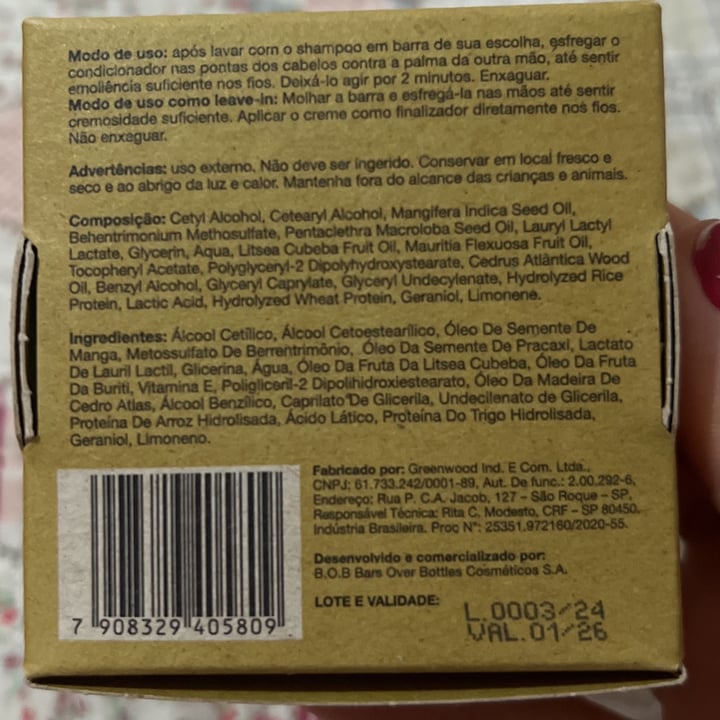 Modo de uso: após lavar com o shampoo em barra de sua escolha, esfregar o
condicionador nas pontas dos cabelos contra a palma da outra mão, até sentir
emoliência suficiente nos fios. Deixá-lo agir por 2 minutos. Enxaguar.
Modo de uso como leave-in: Molhar a barra e esfregá-la nas mãos até sentir
cremosidade suficiente. Aplicar o creme como finalizador diretamente nos fios.
Não enxaguar.
Advertências: uso externo. Não deve ser ingerido. Conservar em local fresco e
seco e ao abrigo da luz e calor. Mantenha fora do alcance das crianças e animais.
Composição: Cetyl Alcohol, Cetearyl Alcohol, Mangifera Indica Seed Oil,
Behentrimonium Methosulfate, Pentaclethra Macroloba Seed Oil, Lauryl Lactyl
Lactate, Glycerin, Aqua, Litsea Cubeba Fruit Oil, Mauritia Flexuosa Fruit Oil,
Tocopheryl Acetate, Polyglyceryl-2 Dipolyhydroxystearate, Cedrus Atlantica Wood
Oil, Benzyl Alcohol, Glyceryl Caprylate, Glyceryl Undecylenate, Hydrolyzed Rice
Protein, Lactic Acid, Hydrolyzed Wheat Protein, Geraniol, Limonene.
Ingredientes: Álcool Cetílico, Álcool Cetoestearílico, Óleo De Semente De
Manga, Metossulfato De Berrentrimônio, Óleo Da Semente De Pracaxi, Lactato
De Lauril Lactil, Glicerina, Água, Óleo Da Fruta Da Litsea Cubeba, Óleo Da Fruta
Da Buriti, Vitamina E, Poligliceril-2 Dipolihidroxiestearato, Óleo Da Madeira De
Cedro Atlas, Álcool Benzílico, Caprilato De Glicerila, Undecilenato de Glicerila,
Proteína De Arroz Hidrolisada, Ácido Lático, Proteína Do Trigo Hidrolisada,
Geraniol, Limoneno.
Fabricado por: Greenwood Ind. E Com. Ltda.,
CNPJ: 61.733.242/0001-89, Aut. De func.: 2.00.292-6,
Endereço: Rua P. C.A. Jacob, 127 – São Roque – SP,
Responsável Técnica: Rita C. Modesto, CRF – SP 80450.
Indústria Brasileira. Proc Nº: 25351.972160/2020-55.
Desenvolvido e comercializado por:
B.O.B Bars Over Bottles Cosméticos S.A.
LOTE E VALIDADE:
L.0003/24
VAL.01/26
7 908329 405809